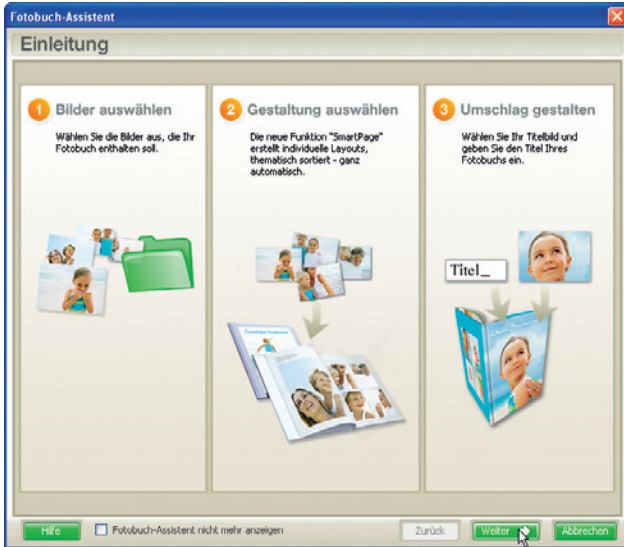 Fotobuch-Assistent
Einleitung
1 Bilder auswählen
Wählen Sie die Bilder aus, die Ihr
Fotobuch enthalten soll.
2 Gestaltung auswählen
Die neue Funktion "SmartPage"
erstellt individuelle Layouts,
thematisch sortiert - ganz
automatisch.
3 Umschlag gestalten
Wählen Sie Ihr Titelbild und
geben Sie den Titel Ihres
Fotobuchs ein.
Titel_
Hilfe
Fotobuch-Assistent nicht mehr anzeigen
Zurück
Weiter
Abbrechen